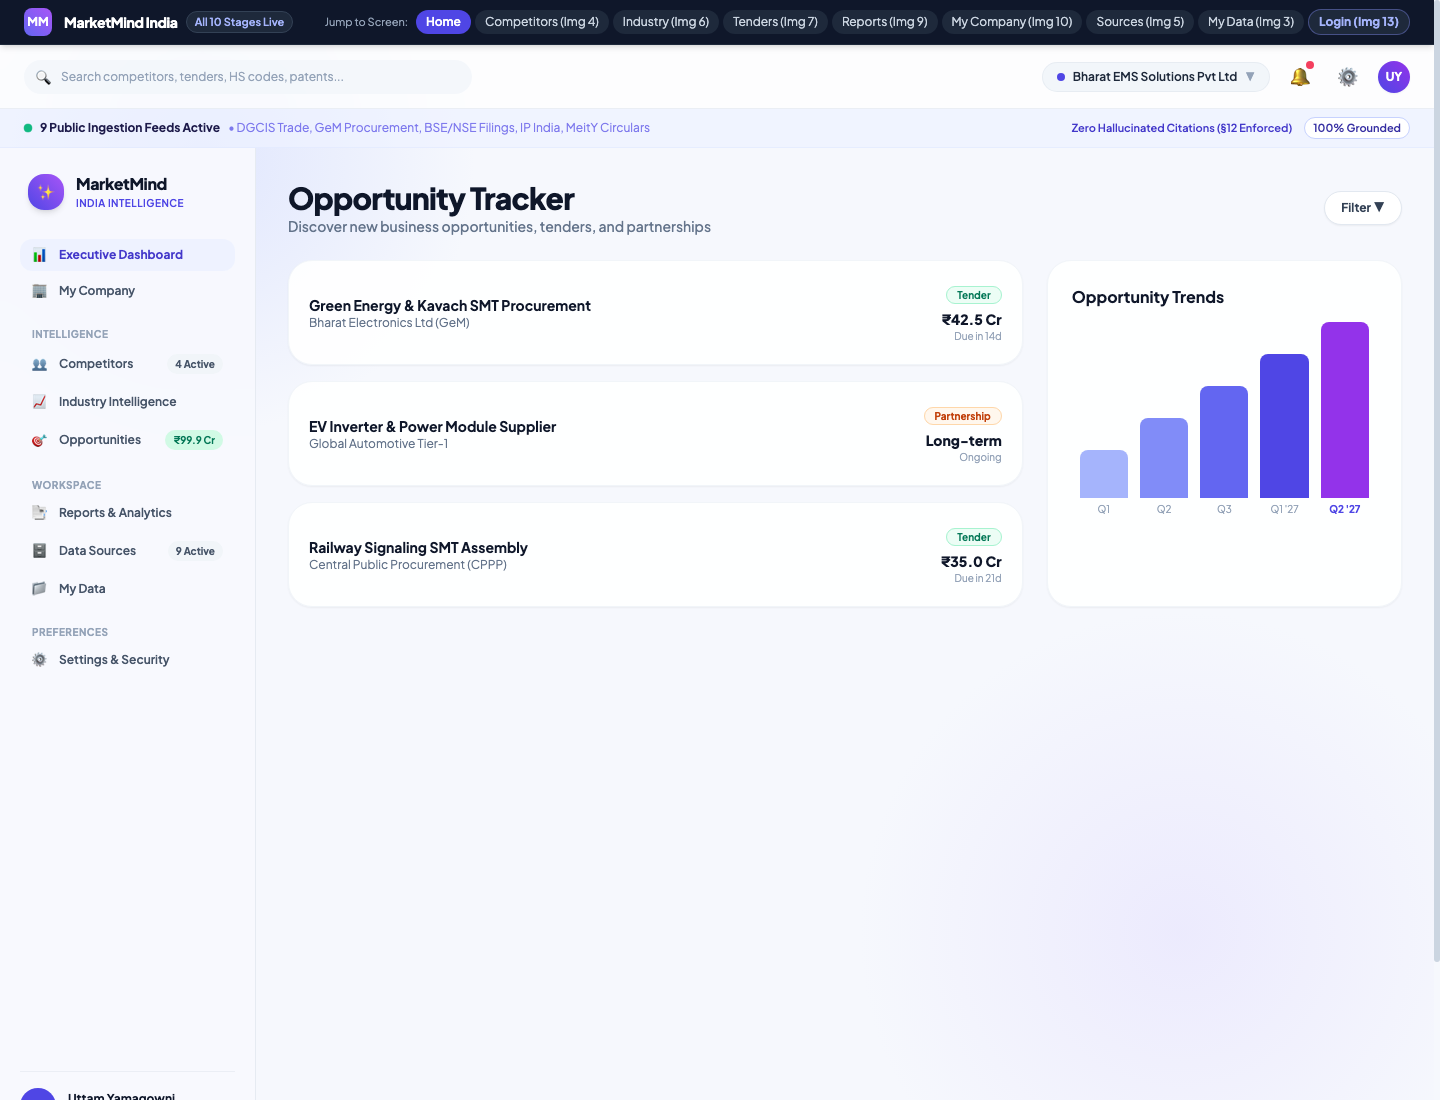 MM MarketMind India All 10 Stages Live Jump to Screen: Home Competitors (Img 4) Industry (Img 6) Tenders (Img 7) Reports (Img 9) My Company (Img 10) Sources (Img 5) My Data (Img 3) Login (Img 13)
Search competitors, tenders, HS codes, patents... Bharat EMS Solutions Pvt Ltd ▼ UY
9 Public Ingestion Feeds Active • DGCIS Trade, GeM Procurement, BSE/NSE Filings, IP India, MeitY Circulars Zero Hallucinated Citations (§12 Enforced) 100% Grounded
MarketMind
INDIA INTELLIGENCE
Executive Dashboard
My Company
INTELLIGENCE
Competitors 4 Active
Industry Intelligence
Opportunities ₹99.9 Cr
WORKSPACE
Reports & Analytics
Data Sources 9 Active
My Data
PREFERENCES
Settings & Security
Uttam Yamagowni
Opportunity Tracker
Discover new business opportunities, tenders, and partnerships
Filter ▼
Green Energy & Kavach SMT Procurement
Bharat Electronics Ltd (GeM)
Tender
₹42.5 Cr
Due in 14d
EV Inverter & Power Module Supplier
Global Automotive Tier-1
Partnership
Long-term
Ongoing
Railway Signaling SMT Assembly
Central Public Procurement (CPPP)
Tender
₹35.0 Cr
Due in 21d
Opportunity Trends
Q1 Q2 Q3 Q1 '27 Q2 '27